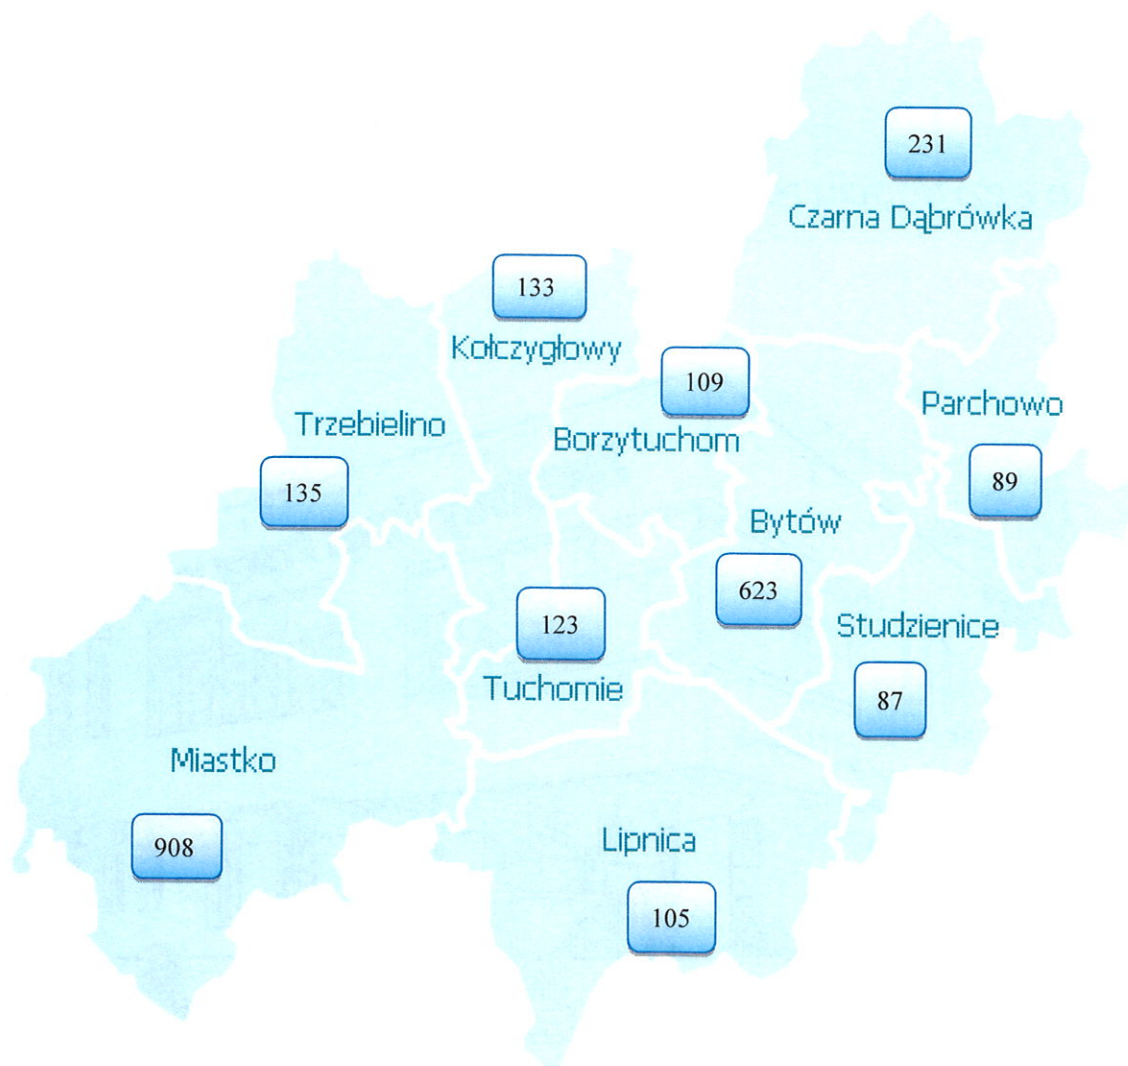 231
Czarna Dąbrówka
133
Kołczygłowy
109
Borzytuchom
Parchowo
89
Trzebielino
135
Bytów
623
123
Tuchomie
Studzienice
87
Miastko
908
Lipnica
105